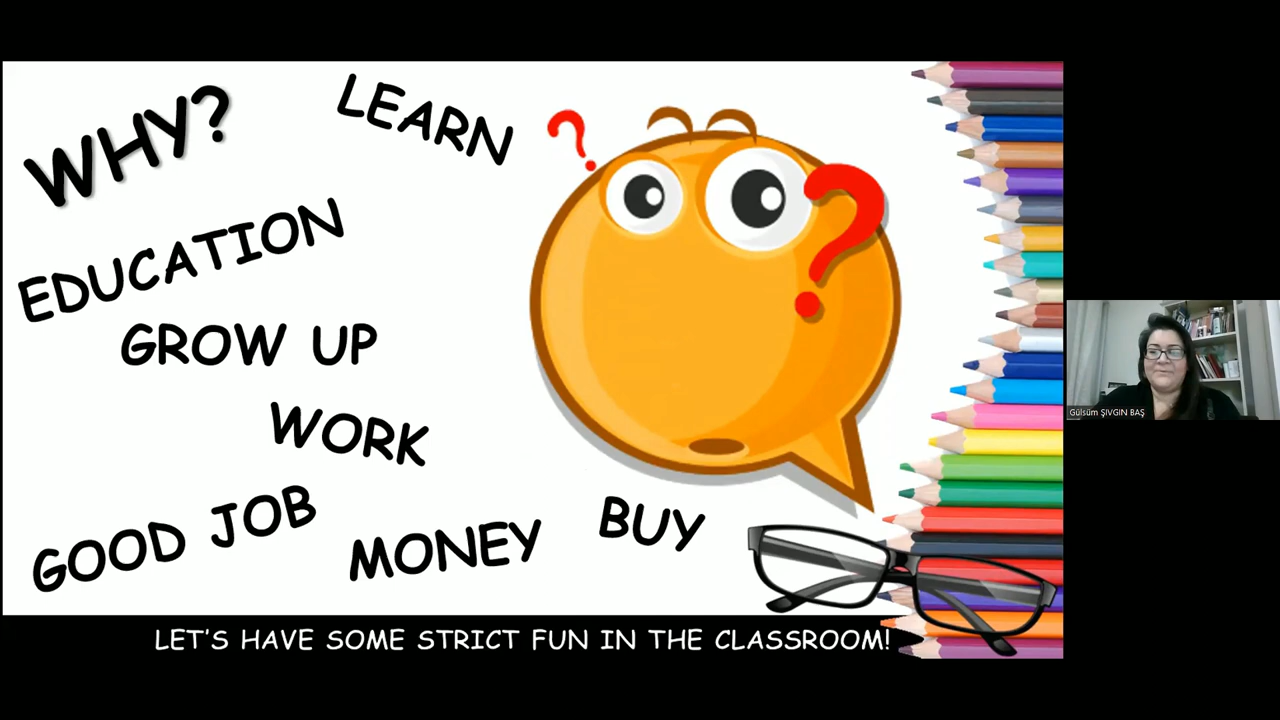 WHY?
LEARN
?
?
EDUCATION
GROW UP
WORK
GOOD JOB
MONEY
BUY
LET'S HAVE SOME STRICT FUN IN THE CLASSROOM!
Gülsüm ŞIVGIN BAŞ